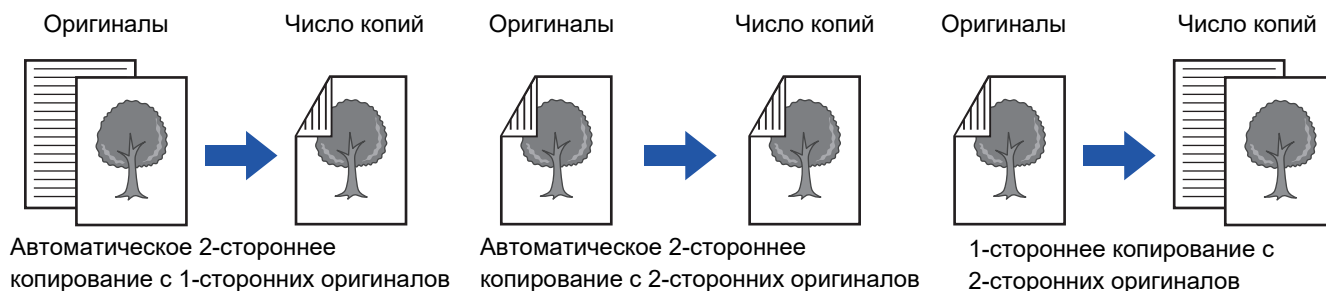 Оригиналы
Число копий
Оригиналы
Число копий
Оригиналы
Число копий
Автоматическое 2-стороннее
копирование с 1-сторонних оригиналов
Автоматическое 2-стороннее
копирование с 2-сторонних оригиналов
1-стороннее копирование с
2-сторонних оригиналов